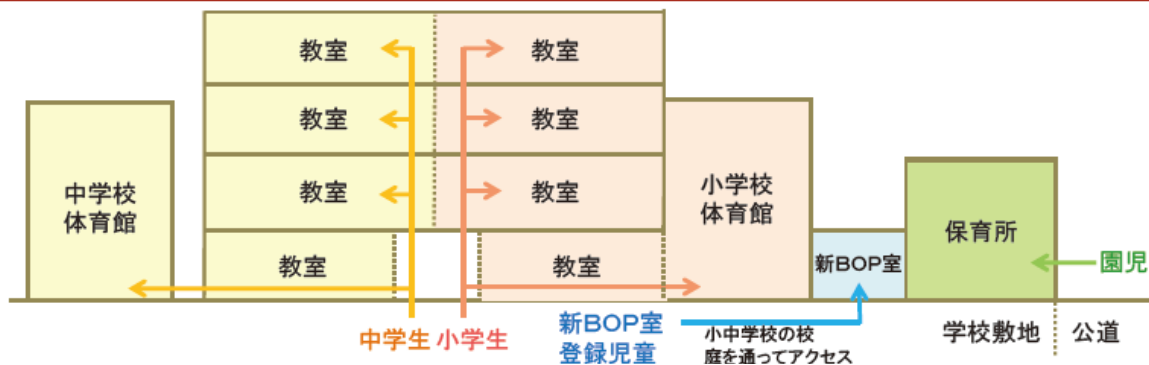 教室
教室
教室
教室
教室
教室
教室
教室
中学校
体育館
小学校
体育館
新BOP室
保育所
園児
中学生
小学生
新BOP室
登録児童
小中学校の校
庭を通ってアクセス
学校敷地
公道